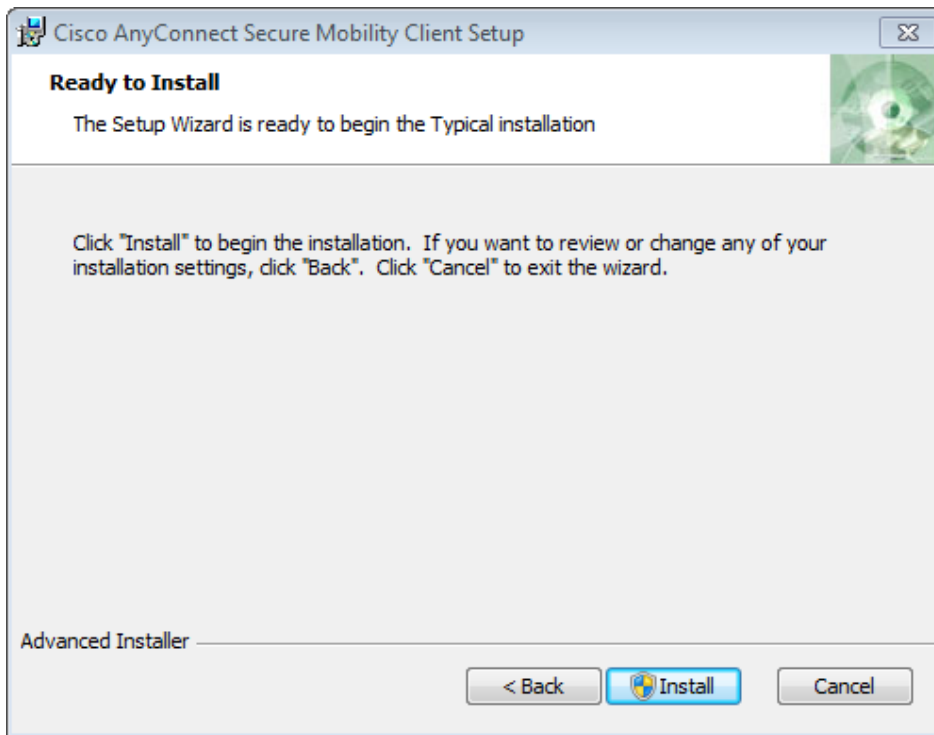 Cisco AnyConnect Secure Mobility Client Setup
Ready to Install
The Setup Wizard is ready to begin the Typical installation
Click "Install" to begin the installation.  If you want to review or change any of your
installation settings, click "Back".  Click "Cancel" to exit the wizard.
Advanced Installer
< Back Install Cancel